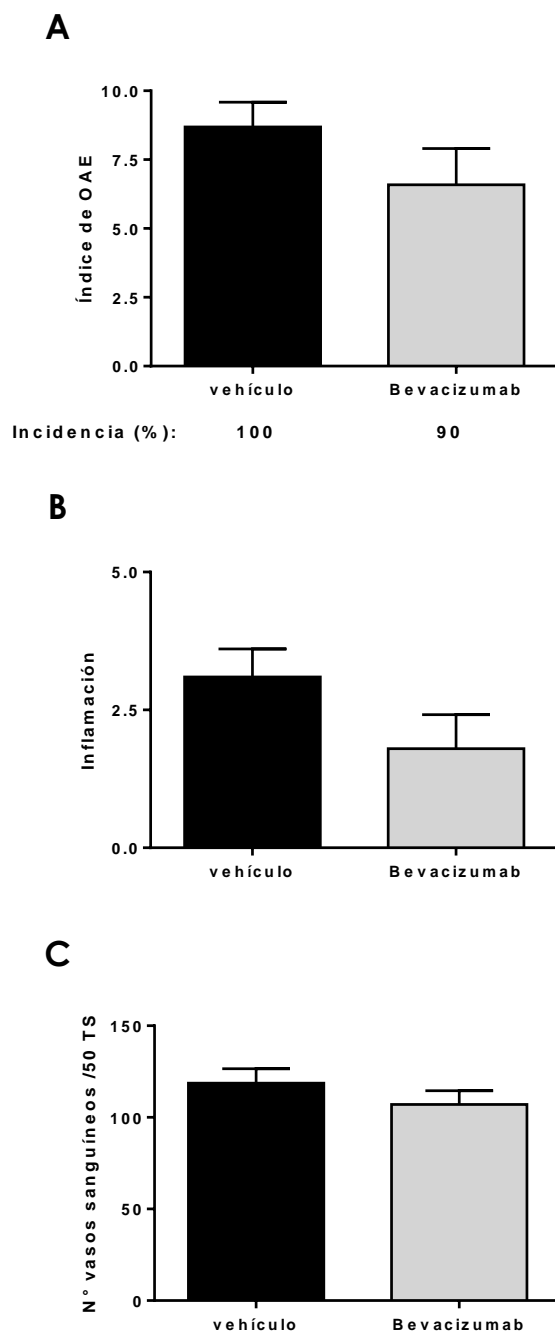 A
Índice de OAE
10.0
7.5
5.0
2.5
0.0
vehículo Bevacizumab
Incidencia (%): 100 90
B
Inflamación
5.0
2.5
0.0
vehículo Bevacizumab
C
N° vasos sanguíneos /50 TS
150
100
50
0
vehículo Bevacizumab